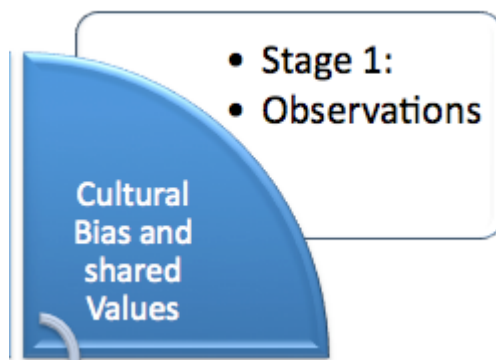 • Stage 1:
• Observations
Cultural
Bias and
shared
Values